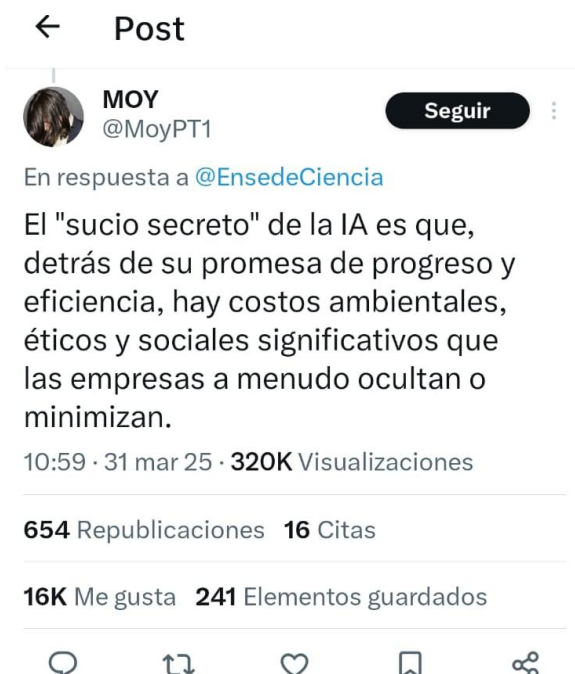 Post
MOY
Seguir
@MoyPT1
En respuesta a @EnsedeCiencia
El "sucio secreto" de la IA es que,
detrás de su promesa de progreso y
eficiencia, hay costos ambientales,
éticos y sociales significativos que
las empresas a menudo ocultan o
minimizan.
10:59 · 31 mar 25 · 320K Visualizaciones
654 Republicaciones 16 Citas
16K Me gusta 241 Elementos guardados